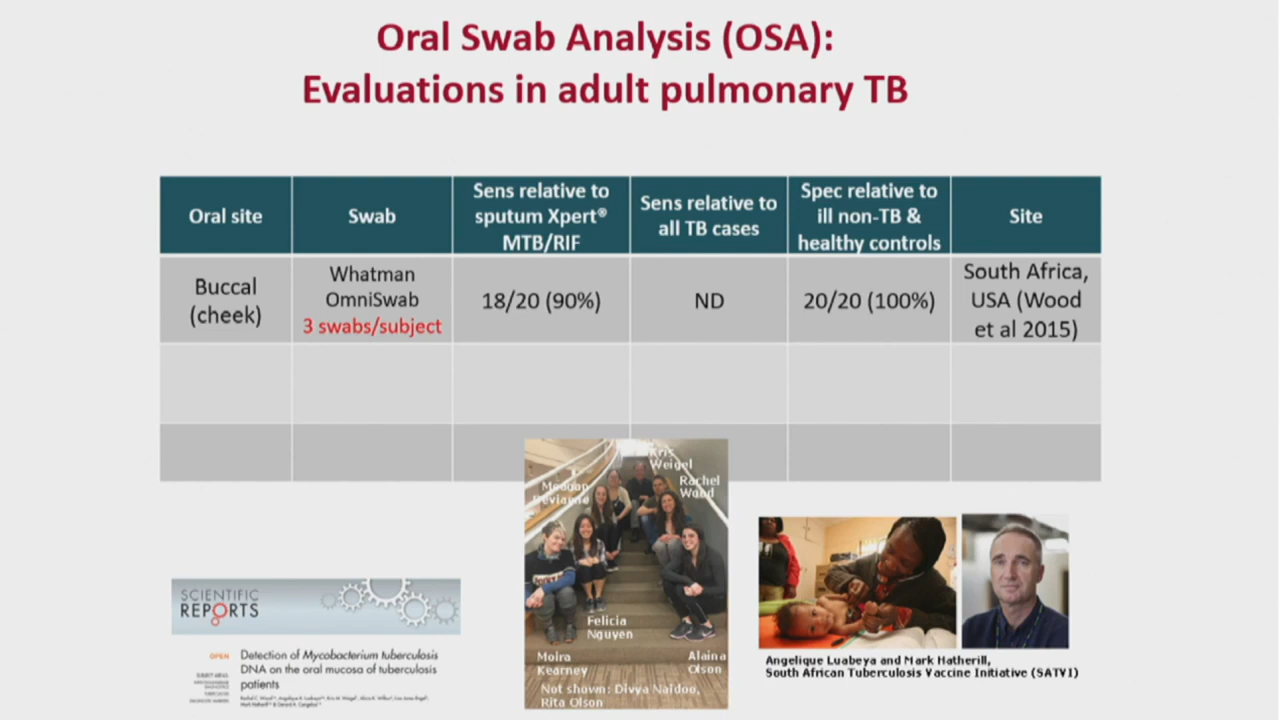 Oral Swab Analysis (OSA):
Evaluations in adult pulmonary TB
Oral site
Swab
Sens relative to
sputum Xpert®
MTB/RIF
Sens relative to
all TB cases
Spec relative to
ill non-TB &
healthy controls
Site
Buccal
(cheek)
Whatman
OmniSwab
3 swabs/subject
18/20 (90%)
ND
20/20 (100%)
South Africa,
USA (Wood
et al 2015)
Kris
Weigel
Rachel
Wood
Meagan
Deviaene
Felicia
Nguyen
Moira
Kearney
Alaina
Olson
Not shown: Divya Naidoo,
Rita Olson
SCIENTIFIC
REPORTS
OPEN
Detection of Mycobacterium tuberculosis
DNA on the oral mucosa of tuberculosis
patients
SUBJECT AREAS
Angelique Luabeya and Mark Hatherill,
South African Tuberculosis Vaccine Initiative (SATVI)